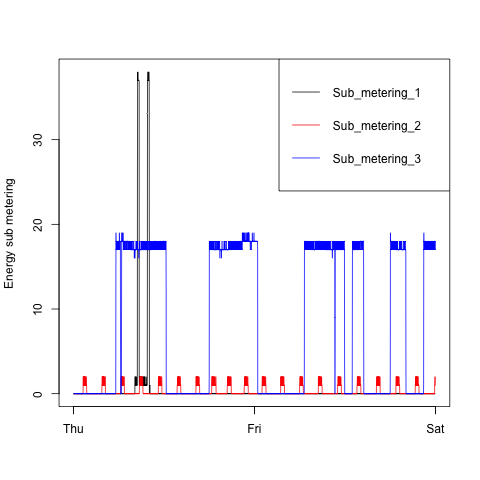 Sub_metering_1
Sub_metering_2
Sub_metering_3
Energy sub metering
30
20
10
0
Thu
Fri
Sat